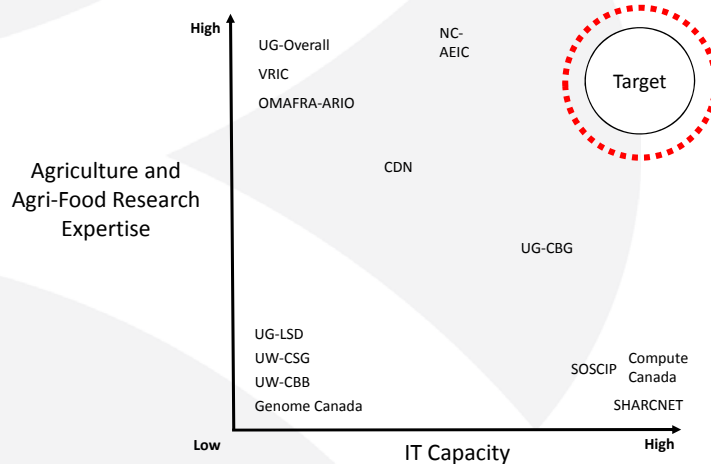 High
UG-Overall
VRIC
OMAFRA-ARIO
NC-
AEIC
Target
Agriculture and
Agri-Food Research
Expertise
CDN
UG-CBG
UG-LSD
UW-CSG
UW-CBB
Genome Canada
SOSCIP
Compute
Canada
SHARCNET
Low
IT Capacity
High